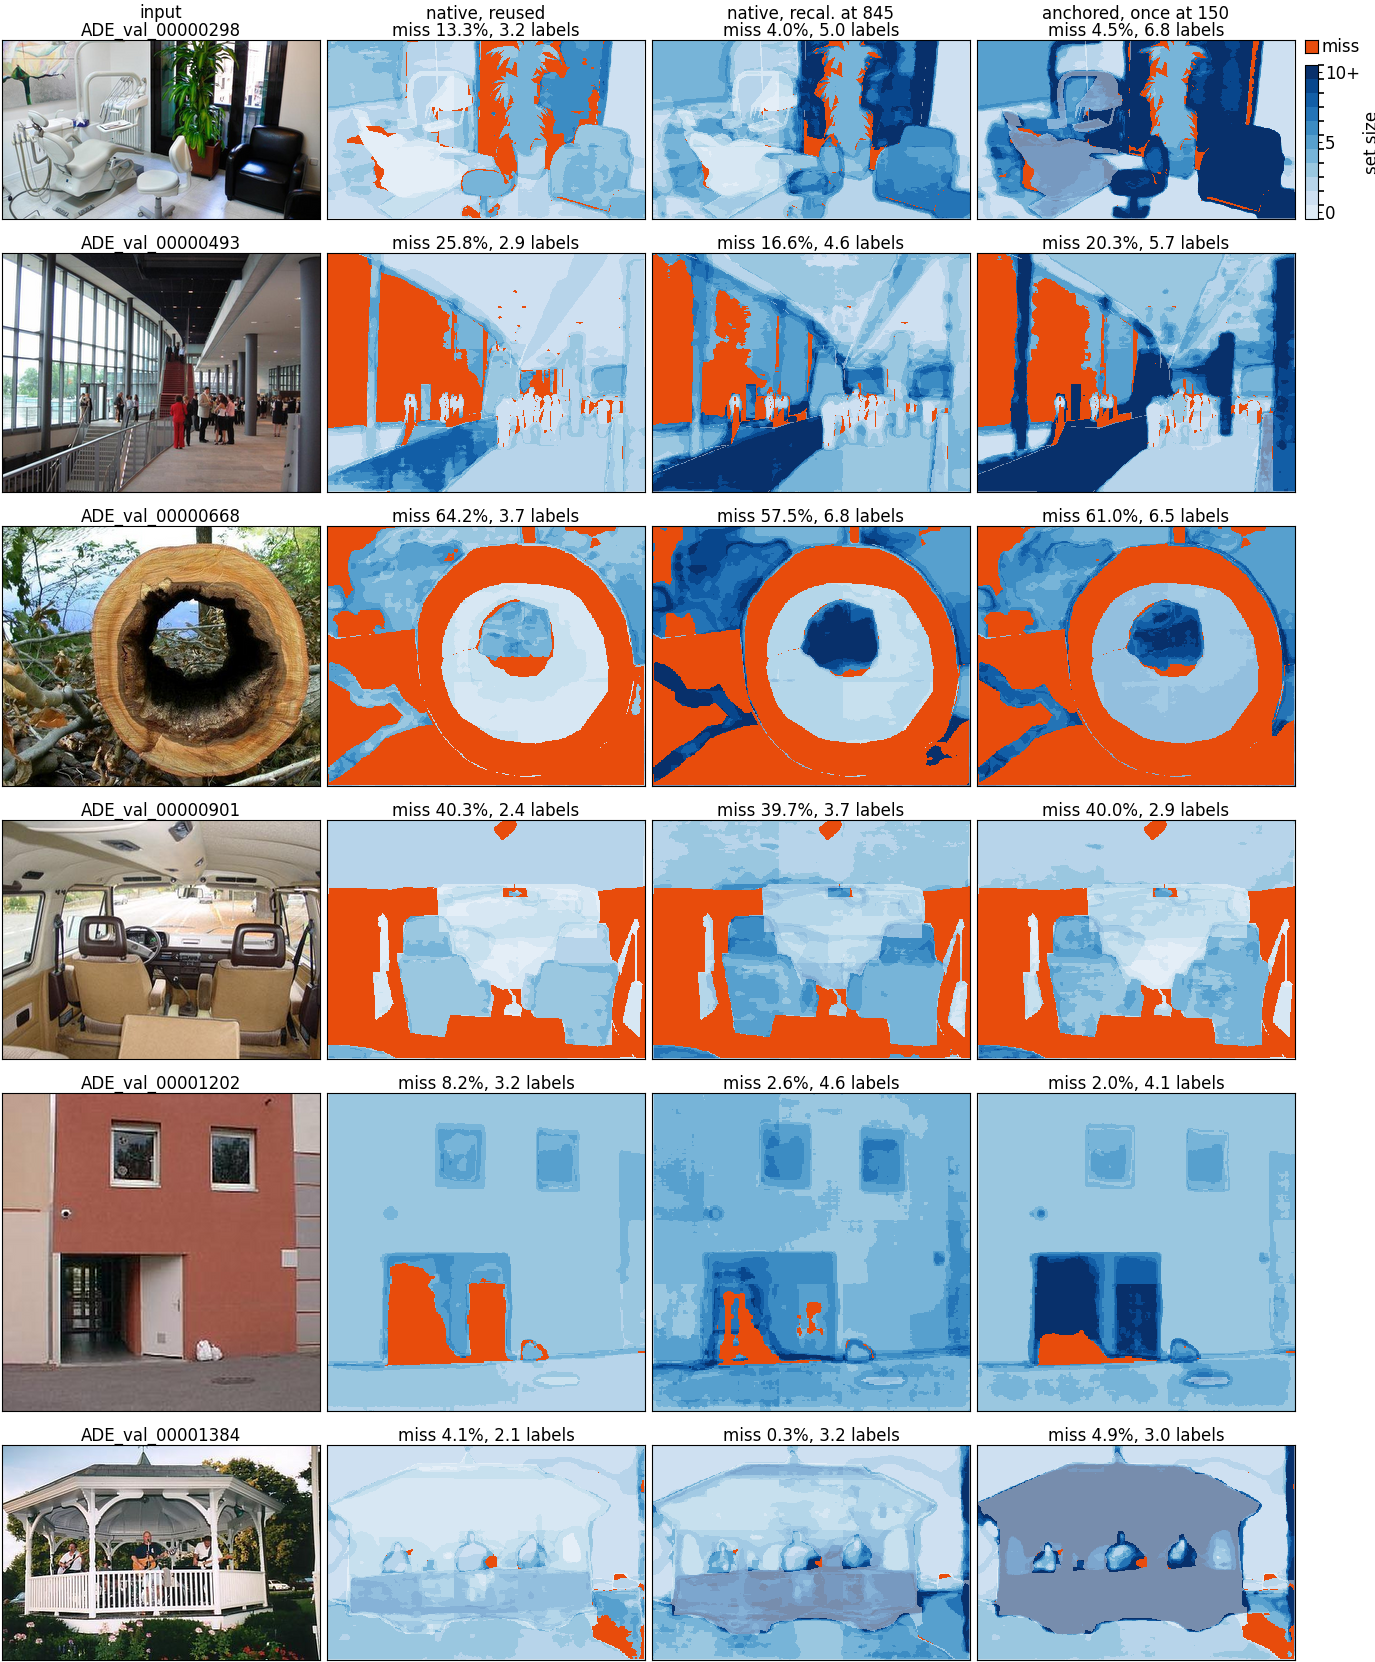 input
native, reused
native, recal. at 845
anchored, once at 150
ADE_val_00000298
miss 13.3%, 3.2 labels
miss 4.0%, 5.0 labels
miss 4.5%, 6.8 labels
miss
10+
5
0
set size
ADE_val_00000493
miss 25.8%, 2.9 labels
miss 16.6%, 4.6 labels
miss 20.3%, 5.7 labels
ADE_val_00000668
miss 64.2%, 3.7 labels
miss 57.5%, 6.8 labels
miss 61.0%, 6.5 labels
ADE_val_00000901
miss 40.3%, 2.4 labels
miss 39.7%, 3.7 labels
miss 40.0%, 2.9 labels
ADE_val_00001202
miss 8.2%, 3.2 labels
miss 2.6%, 4.6 labels
miss 2.0%, 4.1 labels
ADE_val_00001384
miss 4.1%, 2.1 labels
miss 0.3%, 3.2 labels
miss 4.9%, 3.0 labels